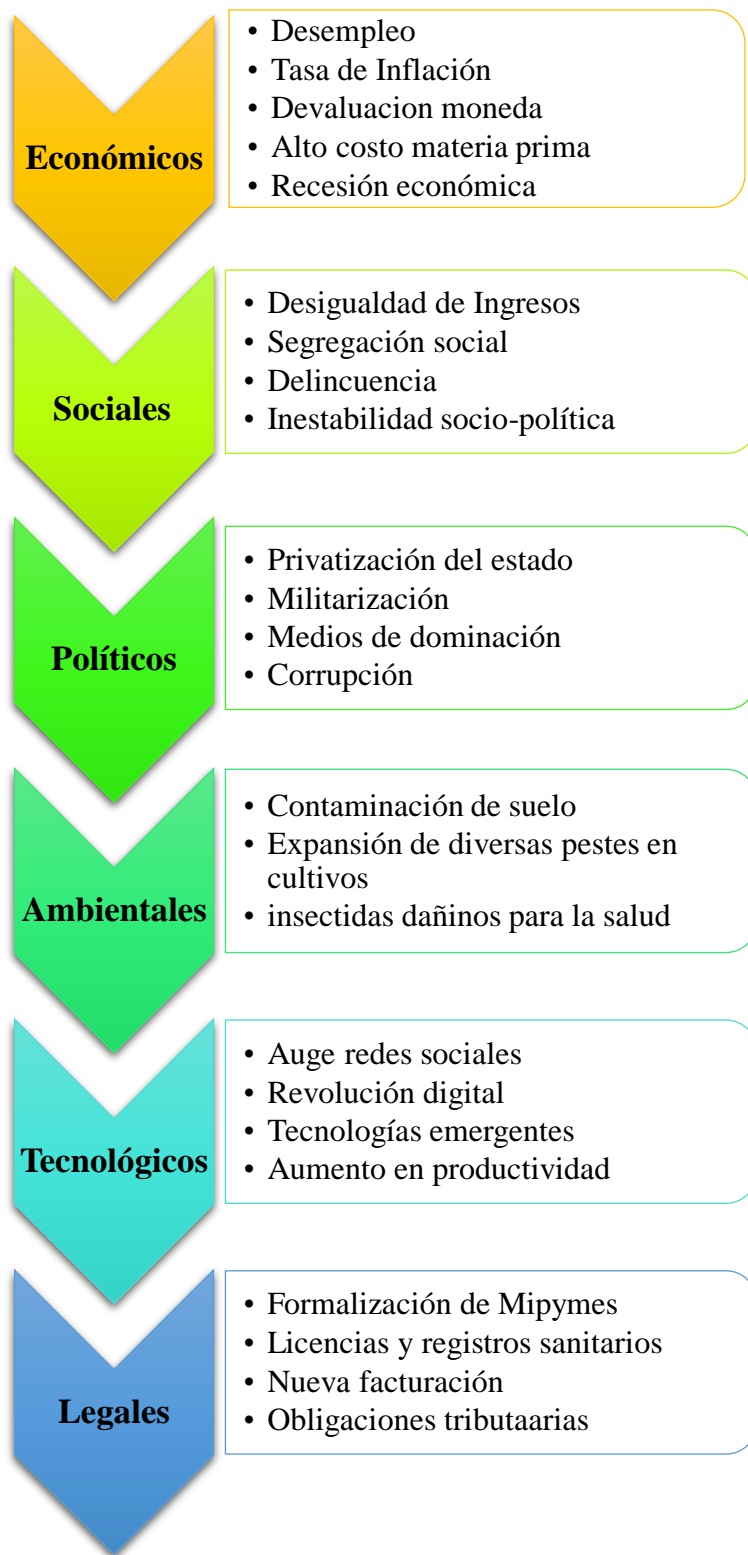 Económicos
• Desempleo
• Tasa de Inflación
• Devaluacion moneda
• Alto costo materia prima
• Recesión económica
Sociales
• Desigualdad de Ingresos
• Segregación social
• Delincuencia
• Inestabilidad socio-política
Políticos
• Privatización del estado
• Militarización
• Medios de dominación
• Corrupción
Ambientales
• Contaminación de suelo
• Expansión de diversas pestes en
cultivos
• insectidas dañinos para la salud
Tecnológicos
• Auge redes sociales
• Revolución digital
• Tecnologías emergentes
• Aumento en productividad
Legales
• Formalización de Mipymes
• Licencias y registros sanitarios
• Nueva facturación
• Obligaciones tributaarias